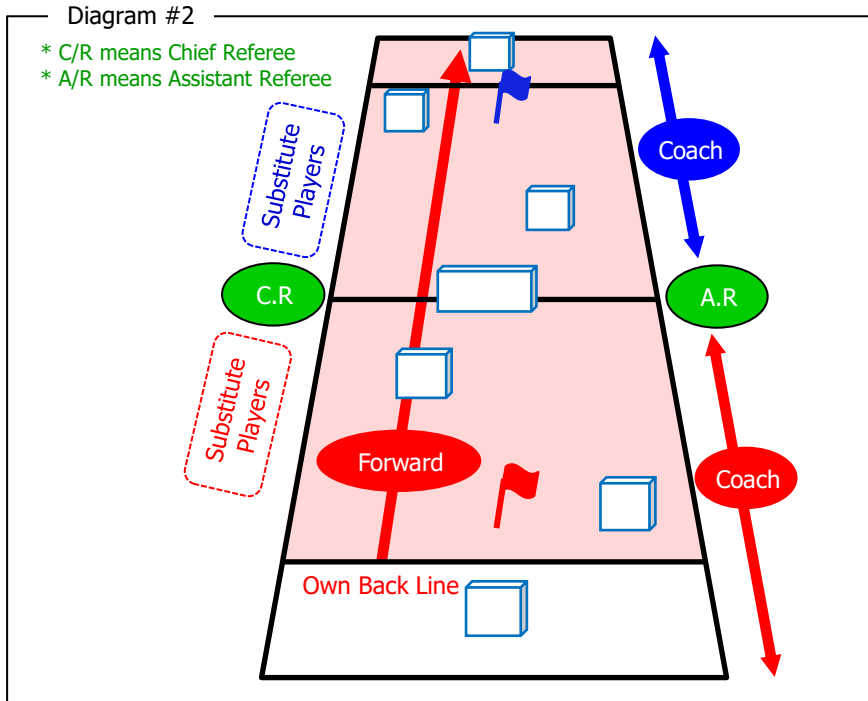 Diagram #2
* C/R means Chief Referee
* A/R means Assistant Referee
Substitute
Players
Coach
C.R
A.R
Substitute
Players
Forward
Coach
Own Back Line